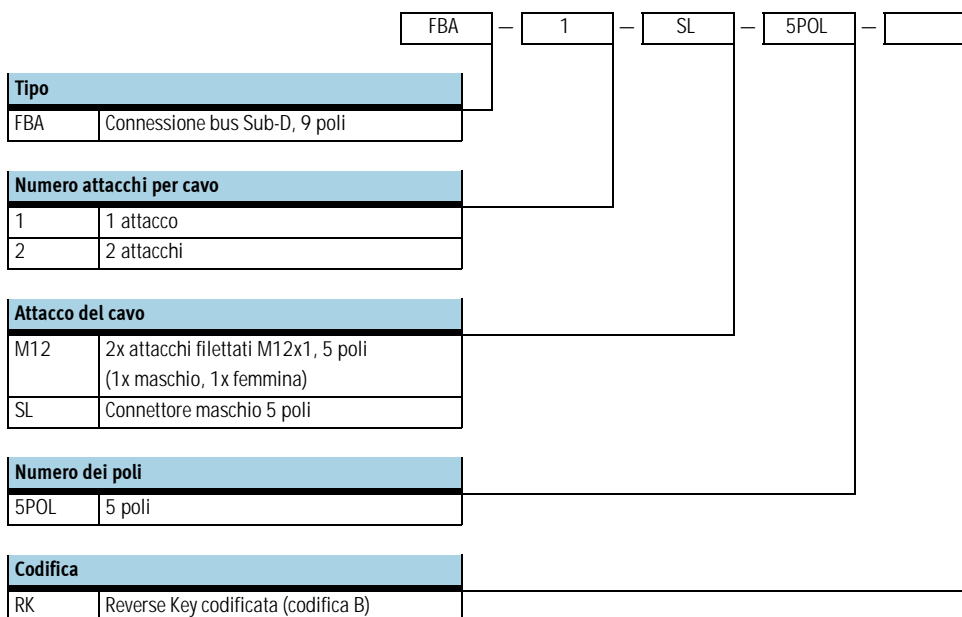 FBA — 1 — SL — 5POL —
Tipo
FBA Connessione bus Sub-D, 9 poli
Numero attacchi per cavo
1 1 attacco
2 2 attacchi
Attacco del cavo
M12 2x attacchi filettati M12x1, 5 poli
(1x maschio, 1x femmina)
SL Connettore maschio 5 poli
Numero dei poli
5POL 5 poli
Codifica
RK Reverse Key codificata (codifica B)